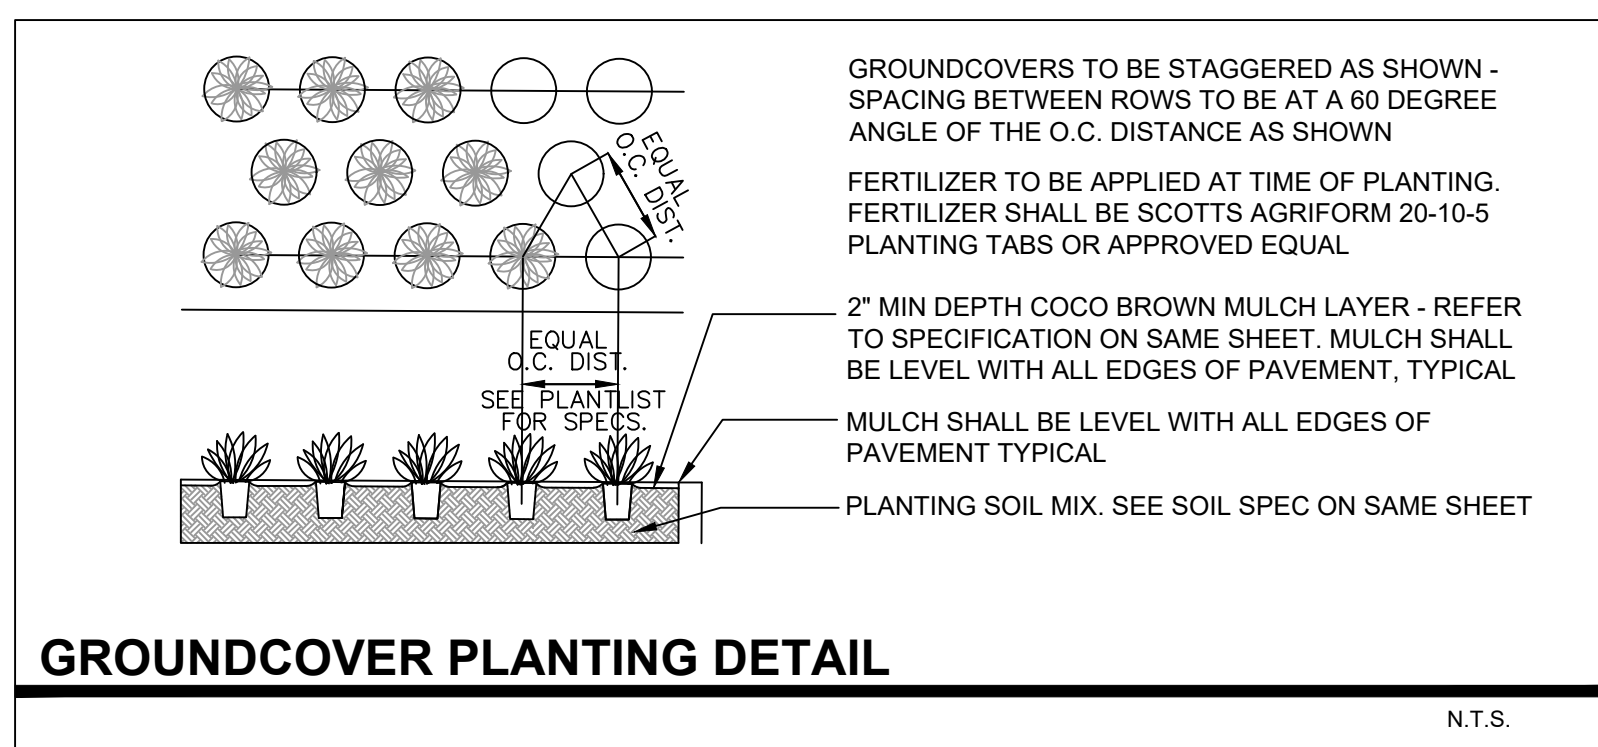 GROUNDCOVERS TO BE STAGGERED AS SHOWN -
SPACING BETWEEN ROWS TO BE AT A 60 DEGREE
ANGLE OF THE O.C. DISTANCE AS SHOWN
EQUAL
O.C. DIST.
FERTILIZER TO BE APPLIED AT TIME OF PLANTING.
FERTILIZER SHALL BE SCOTTS AGRIFORM 20-10-5
PLANTING TABS OR APPROVED EQUAL
2" MIN DEPTH COCO BROWN MULCH LAYER - REFER
TO SPECIFICATION ON SAME SHEET. MULCH SHALL
BE LEVEL WITH ALL EDGES OF PAVEMENT, TYPICAL
EQUAL
O.C. DIST.
SEE PLANTLIST
FOR SPECS.
MULCH SHALL BE LEVEL WITH ALL EDGES OF
PAVEMENT TYPICAL
PLANTING SOIL MIX. SEE SOIL SPEC ON SAME SHEET
GROUNDCOVER PLANTING DETAIL
N.T.S.